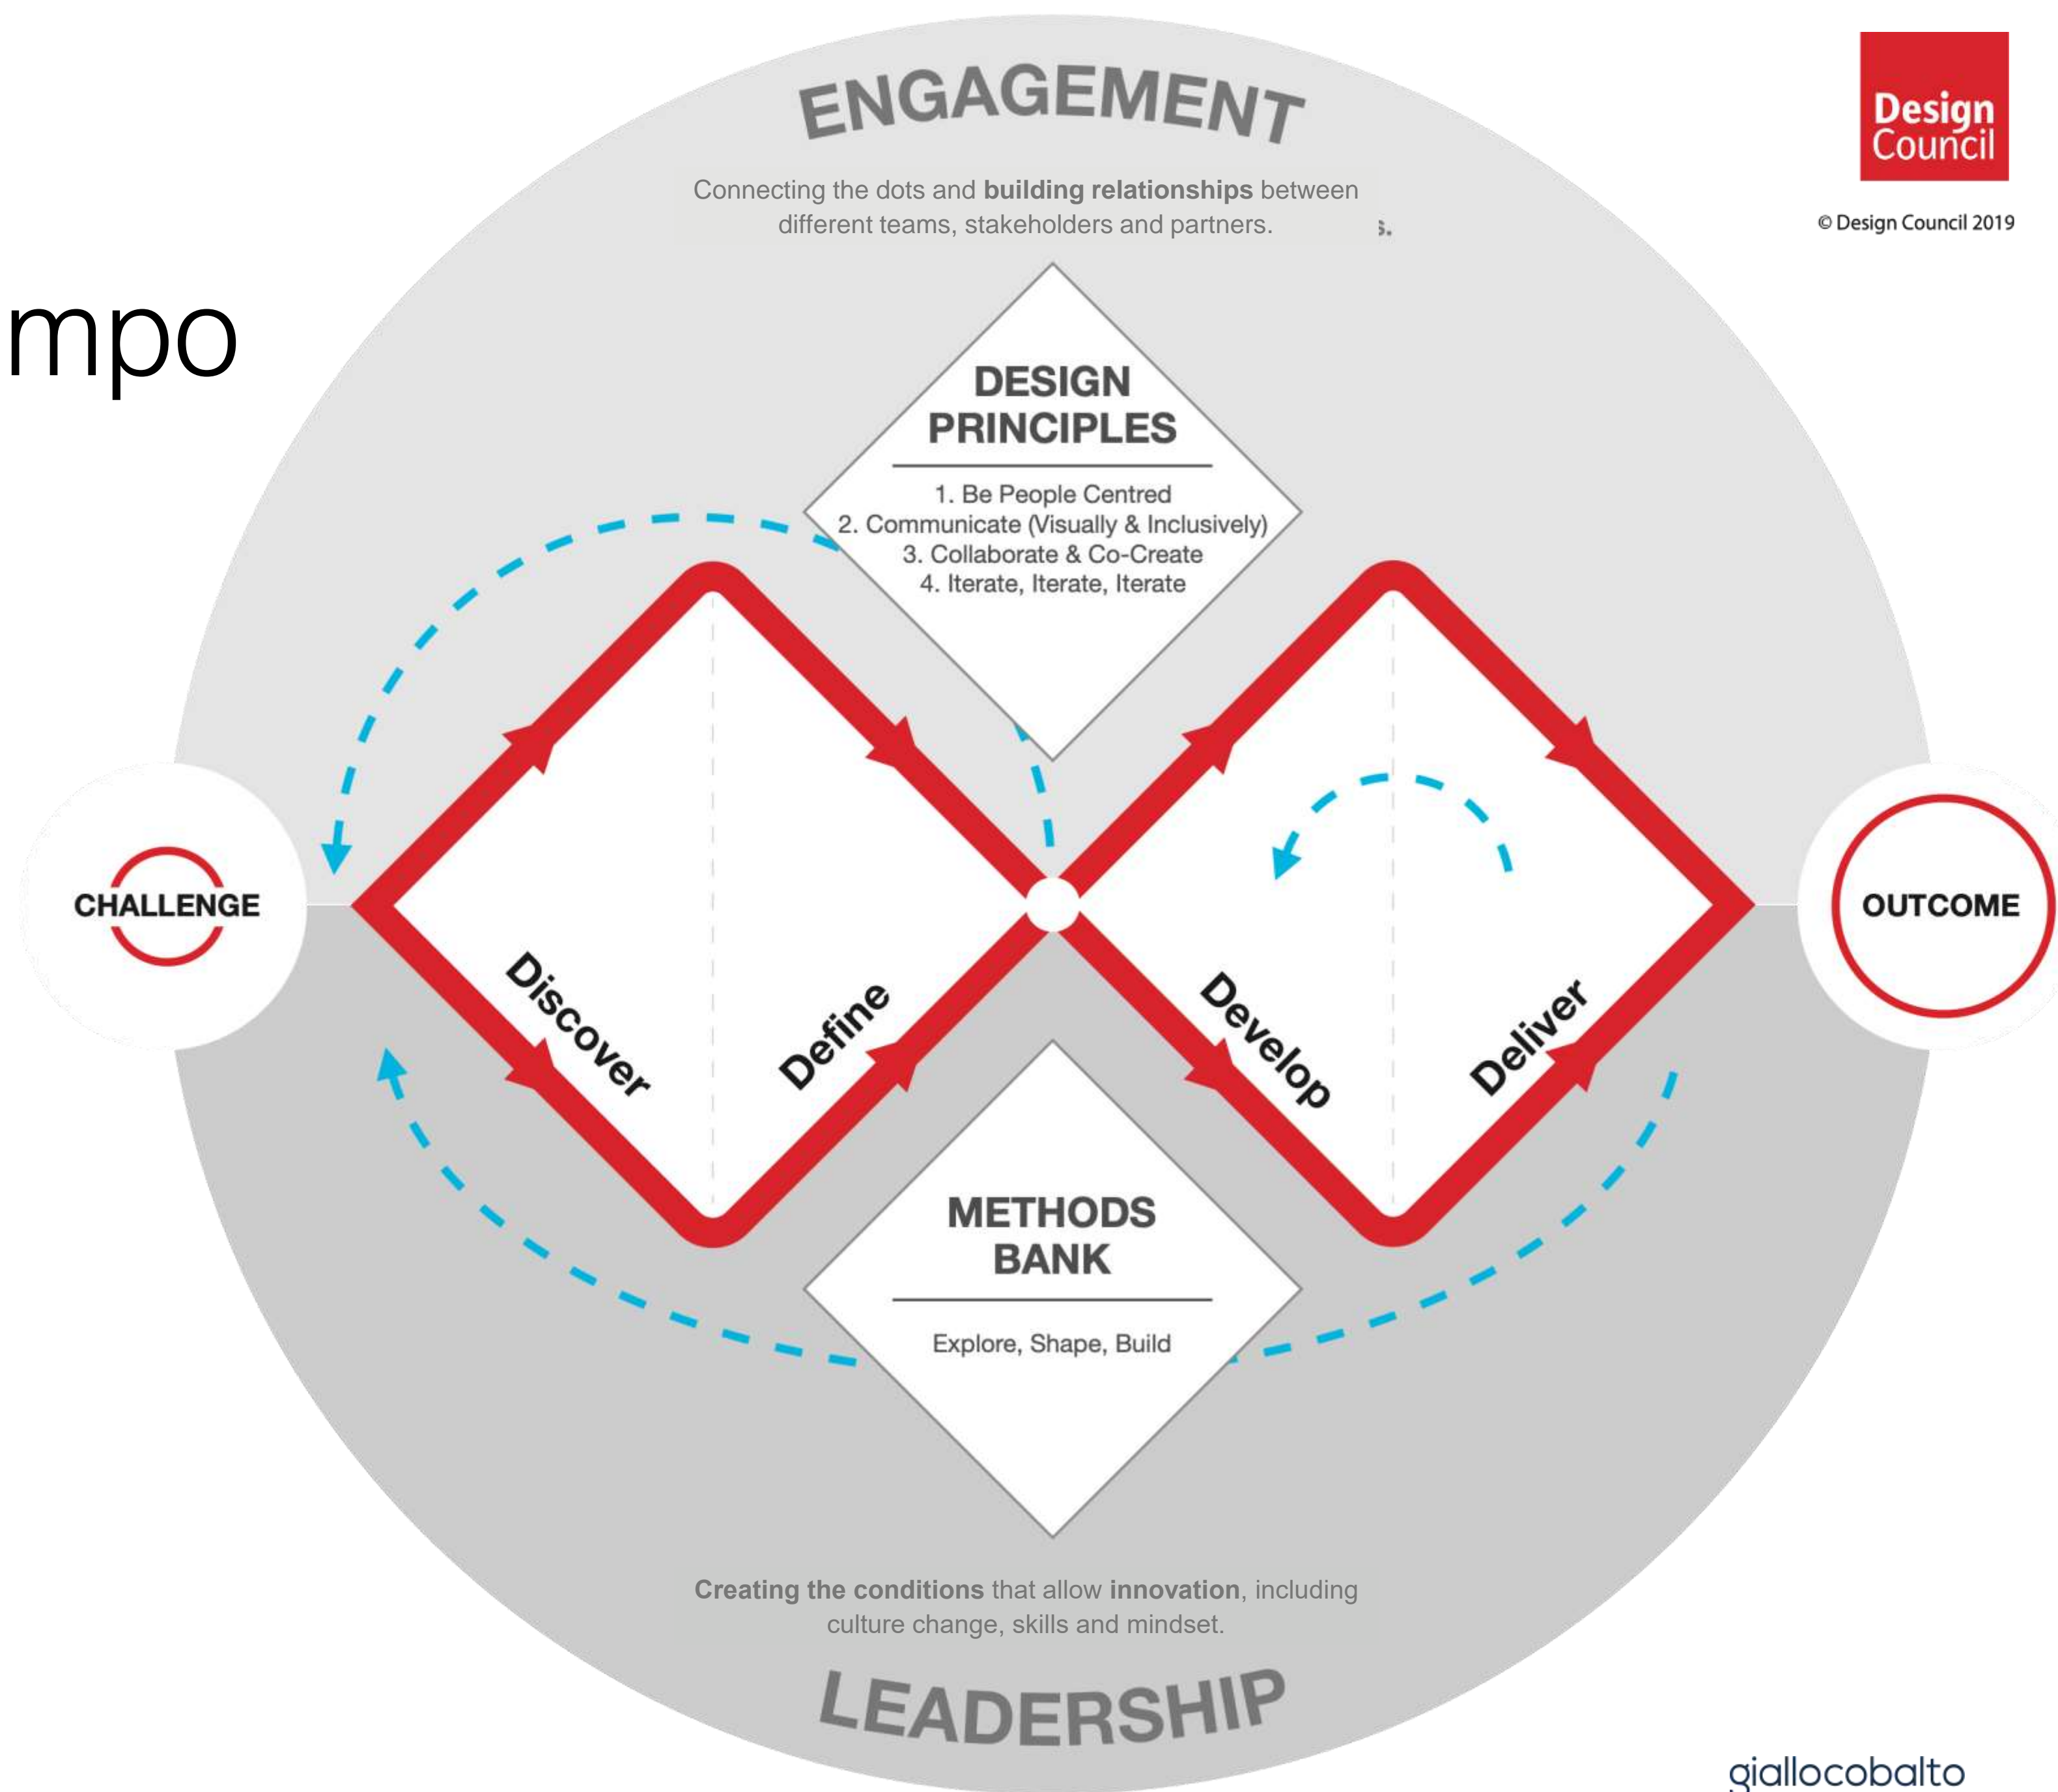 ENGAGEMENT
Connecting the dots and building relationships between
different teams, stakeholders and partners.
s.
Design
Council
© Design Council 2019
mpo
DESIGN
PRINCIPLES
1. Be People Centred
2. Communicate (Visually & Inclusively)
3. Collaborate & Co-Create
4. Iterate, Iterate, Iterate
CHALLENGE
OUTCOME
Discover
Define
Develop
Deliver
METHODS
BANK
Explore, Shape, Build
Creating the conditions that allow innovation, including
culture change, skills and mindset.
LEADERSHIP
giallocobalto